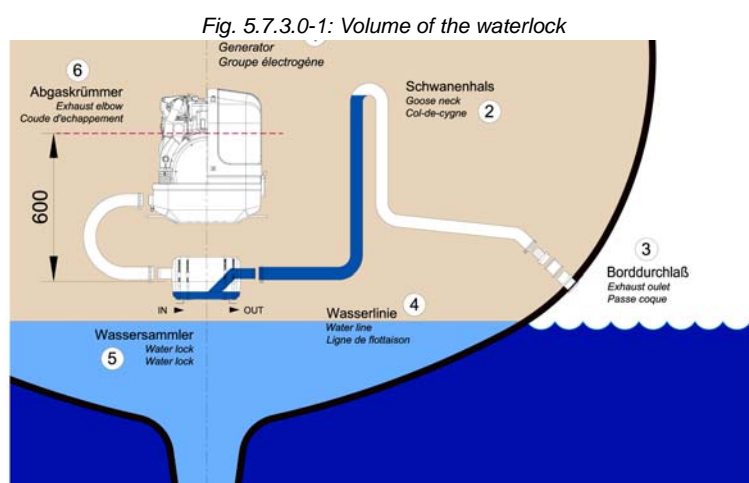 Fig. 5.7.3.0-1: Volume of the waterlock
Generator
Groupe électrogène
6
Abgaskrümmer
Exhaust elbow
Coude d'echappement
Schwanenhals
Goose neck
Col-de-cygne
2
600
3
Borddurchlaß
Exhaust oulet
Passe coque
IN
OUT
4
Wasserlinie
Water line
Ligne de flottaison
Wassersammler
Water lock
Water lock
5